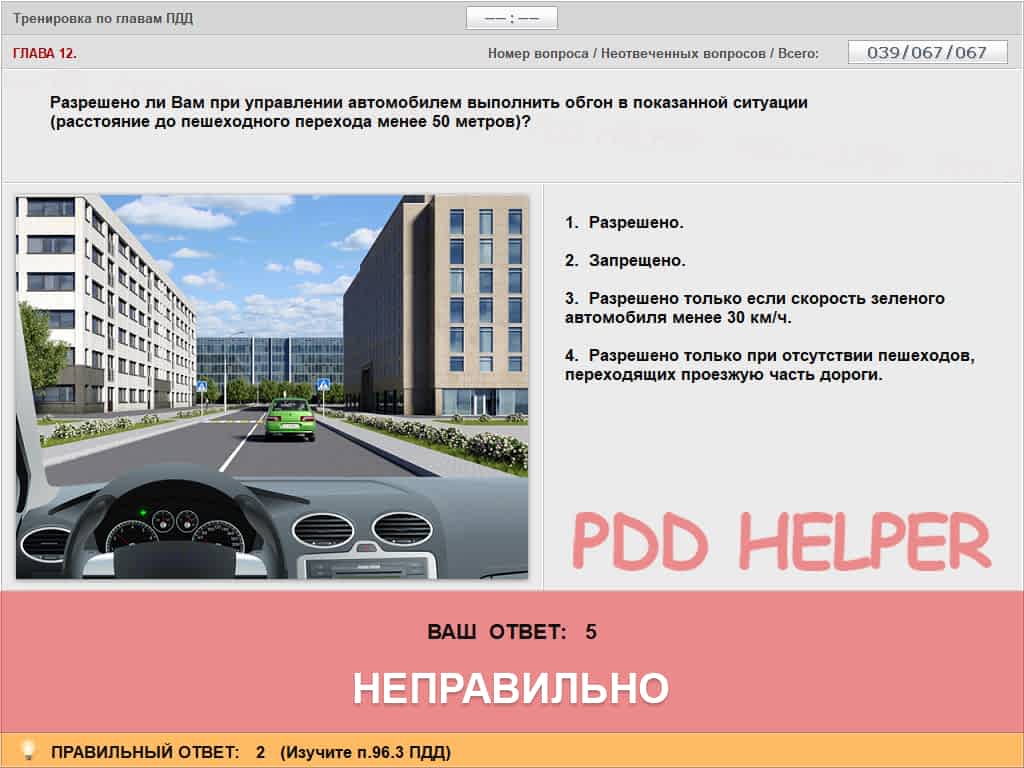 Тренировка по главам ПДД
—— : ——
ГЛАВА 12.
Номер вопроса / Неотвеченных вопросов / Всего:
039/067/067
Разрешено ли Вам при управлении автомобилем выполнить обгон в показанной ситуации
(расстояние до пешеходного перехода менее 50 метров)?
1. Разрешено.
2. Запрещено.
3. Разрешено только если скорость зеленого
автомобиля менее 30 км/ч.
4. Разрешено только при отсутствии пешеходов,
переходящих проезжую часть дороги.
PDD HELPER
ВАШ ОТВЕТ: 5
НЕПРАВИЛЬНО
ПРАВИЛЬНЫЙ ОТВЕТ: 2 (Изучите п.96.3 ПДД)